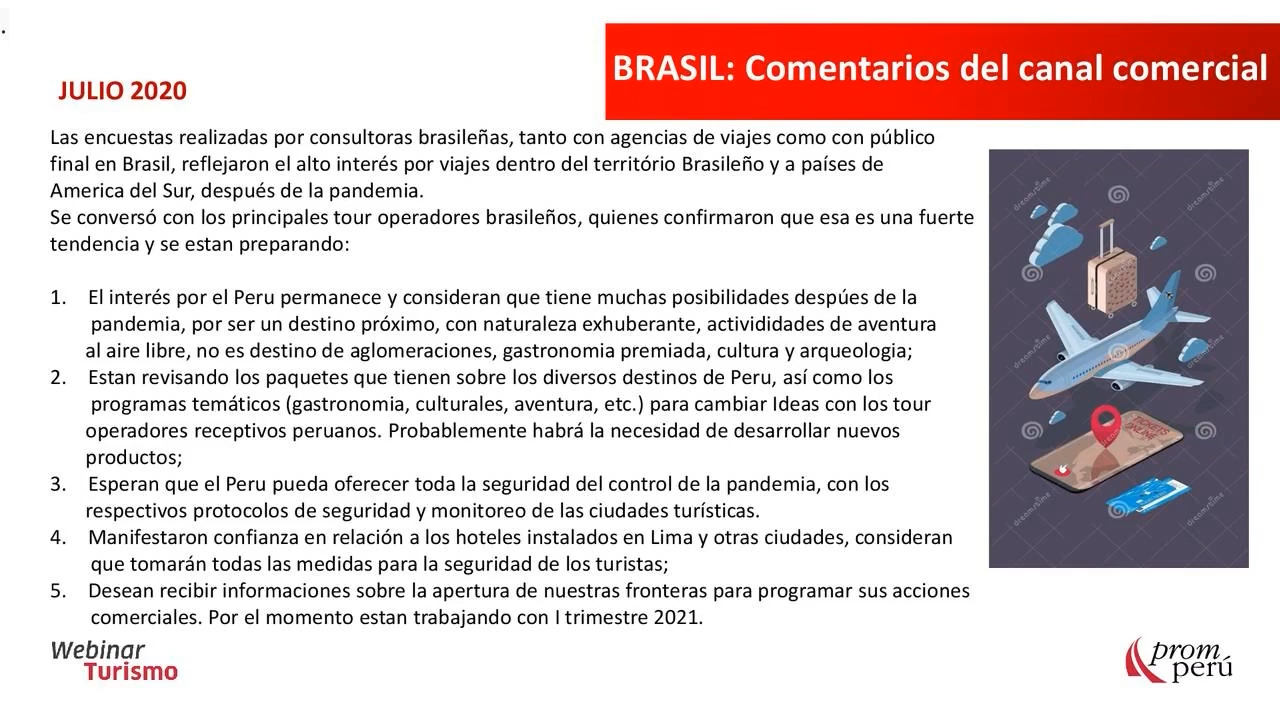 .
BRASIL: Comentarios del canal comercial
JULIO 2020
Las encuestas realizadas por consultoras brasileñas, tanto con agencias de viajes como con público
final en Brasil, reflejaron el alto interés por viajes dentro del território Brasileño y a países de
America del Sur, después de la pandemia.
Se conversó con los principales tour operadores brasileños, quienes confirmaron que esa es una fuerte
tendencia y se estan preparando:
1. El interés por el Peru permanece y consideran que tiene muchas posibilidades despúes de la
pandemia, por ser un destino próximo, con naturaleza exhuberante, activididades de aventura
al aire libre, no es destino de aglomeraciones, gastronomia premiada, cultura y arqueologia;
2. Estan revisando los paquetes que tienen sobre los diversos destinos de Peru, así como los
programas temáticos (gastronomia, culturales, aventura, etc.) para cambiar Ideas con los tour
operadores receptivos peruanos. Probablemente habrá la necesidad de desarrollar nuevos
productos;
3. Esperan que el Peru pueda oferecer toda la seguridad del control de la pandemia, con los
respectivos protocolos de seguridad y monitoreo de las ciudades turísticas.
4. Manifestaron confianza en relación a los hoteles instalados en Lima y otras ciudades, consideran
que tomarán todas las medidas para la seguridad de los turistas;
5. Desean recibir informaciones sobre la apertura de nuestras fronteras para programar sus acciones
comerciales. Por el momento estan trabajando con I trimestre 2021.
dreamstime
dreamstime
dreamstime
dreamstime
TICKETS
ONLINE
dreamstime
dreamstime
dreamstime
Webinar
Turismo
prom
perú